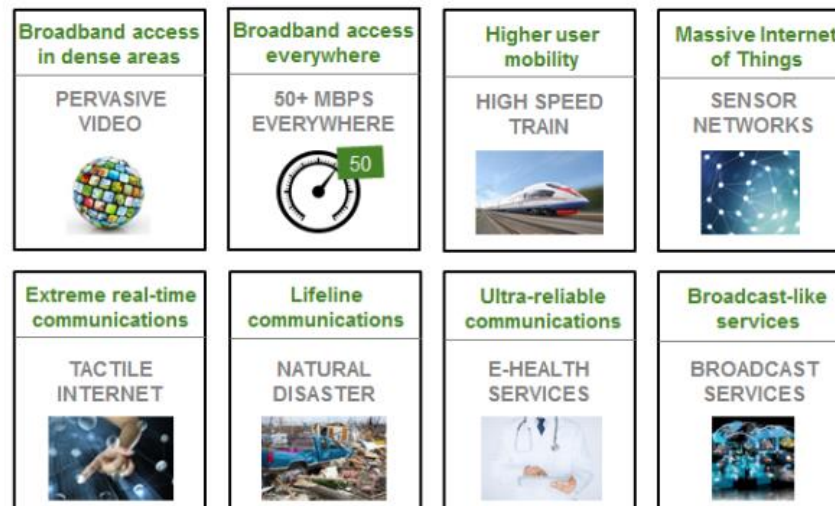 Broadband access
in dense areas
PERVASIVE
VIDEO
Broadband access
everywhere
50+ MBPS
EVERYWHERE
50
Higher user
mobility
HIGH SPEED
TRAIN
Massive Internet
of Things
SENSOR
NETWORKS
Extreme real-time
communications
TACTILE
INTERNET
Lifeline
communications
NATURAL
DISASTER
Ultra-reliable
communications
E-HEALTH
SERVICES
Broadcast-like
services
BROADCAST
SERVICES